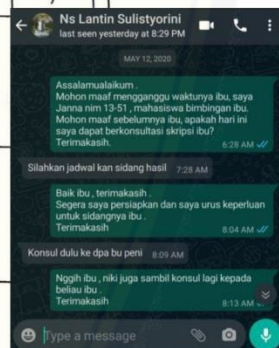 Ns Lantin Sulistyorini
last seen yesterday at 8:29 PM
MAY 12, 2020
Assalamualaikum .
Mohon maaf mengganggu waktunya ibu, saya
Janna nim 13-51 , mahasiswa bimbingan ibu.
Mohon maaf sebelumnya ibu, apakah hari ini
saya dapat berkonsultasi skripsi ibu?
Terimakasih.
6:28 AM
Silahkan jadwal kan sidang hasil 7:28 AM
Baik ibu , terimakasih .
Segera saya persiapkan dan saya urus keperluan
untuk sidangnya ibu .
Terimakasih
8:04 AM
Konsul dulu ke dpa bu peni 8:09 AM
Nggih ibu , niki juga sambil konsul lagi kepada
beliau ibu .
Terimakasih
8:13 AM
Type a message